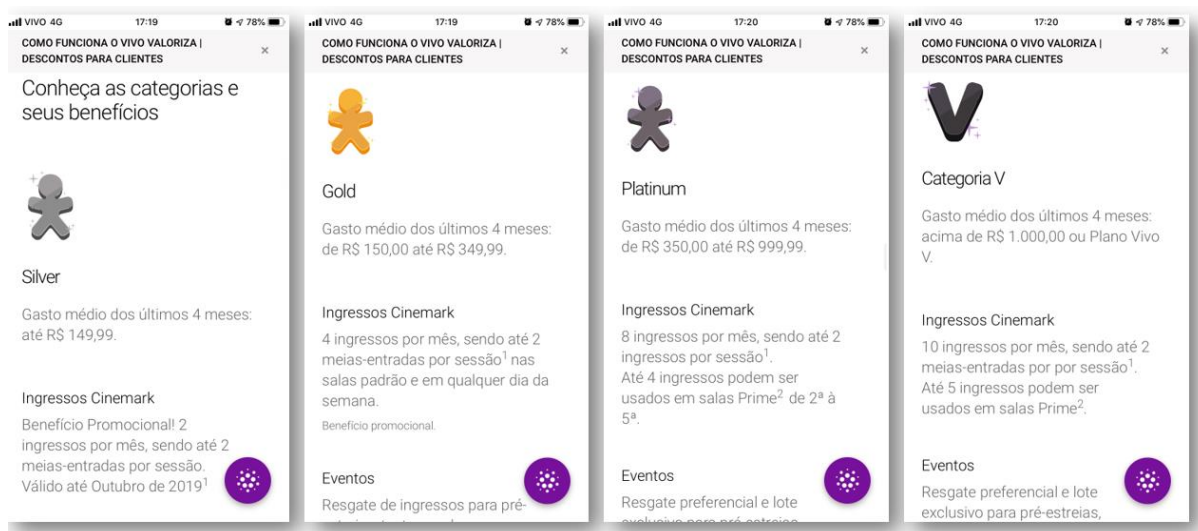 VIVO 4G 17:19 78%
COMO FUNCIONA O VIVO VALORIZA |
DESCONTOS PARA CLIENTES ×
Conheça as categorias e
seus benefícios
Silver
Gasto médio dos últimos 4 meses:
até R$ 149,99.
Ingressos Cinemark
Benefício Promocional! 2
ingressos por mês, sendo até 2
meias-entradas por sessão.
Válido até Outubro de 2019¹
VIVO 4G 17:19 78%
COMO FUNCIONA O VIVO VALORIZA |
DESCONTOS PARA CLIENTES ×
Gold
Gasto médio dos últimos 4 meses:
de R$ 150,00 até R$ 349,99.
Ingressos Cinemark
4 ingressos por mês, sendo até 2
meias-entradas por sessão¹ nas
salas padrão e em qualquer dia da
semana.
Benefício promocional.
Eventos
Resgate de ingressos para pré-
VIVO 4G 17:20 78%
COMO FUNCIONA O VIVO VALORIZA |
DESCONTOS PARA CLIENTES ×
Platinum
Gasto médio dos últimos 4 meses:
de R$ 350,00 até R$ 999,99.
Ingressos Cinemark
8 ingressos por mês, sendo até 2
ingressos por sessão¹.
Até 4 ingressos podem ser
usados em salas Prime² de 2ª à
5ª.
Eventos
Resgate preferencial e lote
exclusivo para pré-estreias
VIVO 4G 17:20 78%
COMO FUNCIONA O VIVO VALORIZA |
DESCONTOS PARA CLIENTES ×
V
Categoria V
Gasto médio dos últimos 4 meses:
acima de R$ 1.000,00 ou Plano Vivo
V.
Ingressos Cinemark
10 ingressos por mês, sendo até 2
meias-entradas por por sessão¹.
Até 5 ingressos podem ser
usados em salas Prime².
Eventos
Resgate preferencial e lote
exclusivo para pré-estreias,